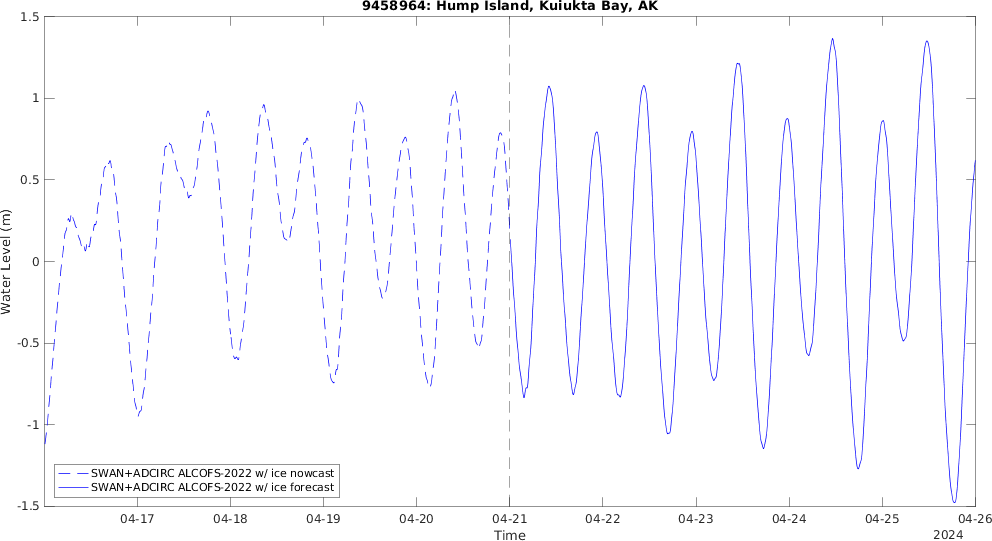 9458964: Hump Island, Kuiukta Bay, AK
Water Level (m)
1.5
1
0.5
0
-0.5
-1
-1.5
SWAN+ADCIRC ALCOFS-2022 w/ ice nowcast
SWAN+ADCIRC ALCOFS-2022 w/ ice forecast
04-17 04-18 04-19 04-20 04-21 04-22 04-23 04-24 04-25 04-26
Time
2024